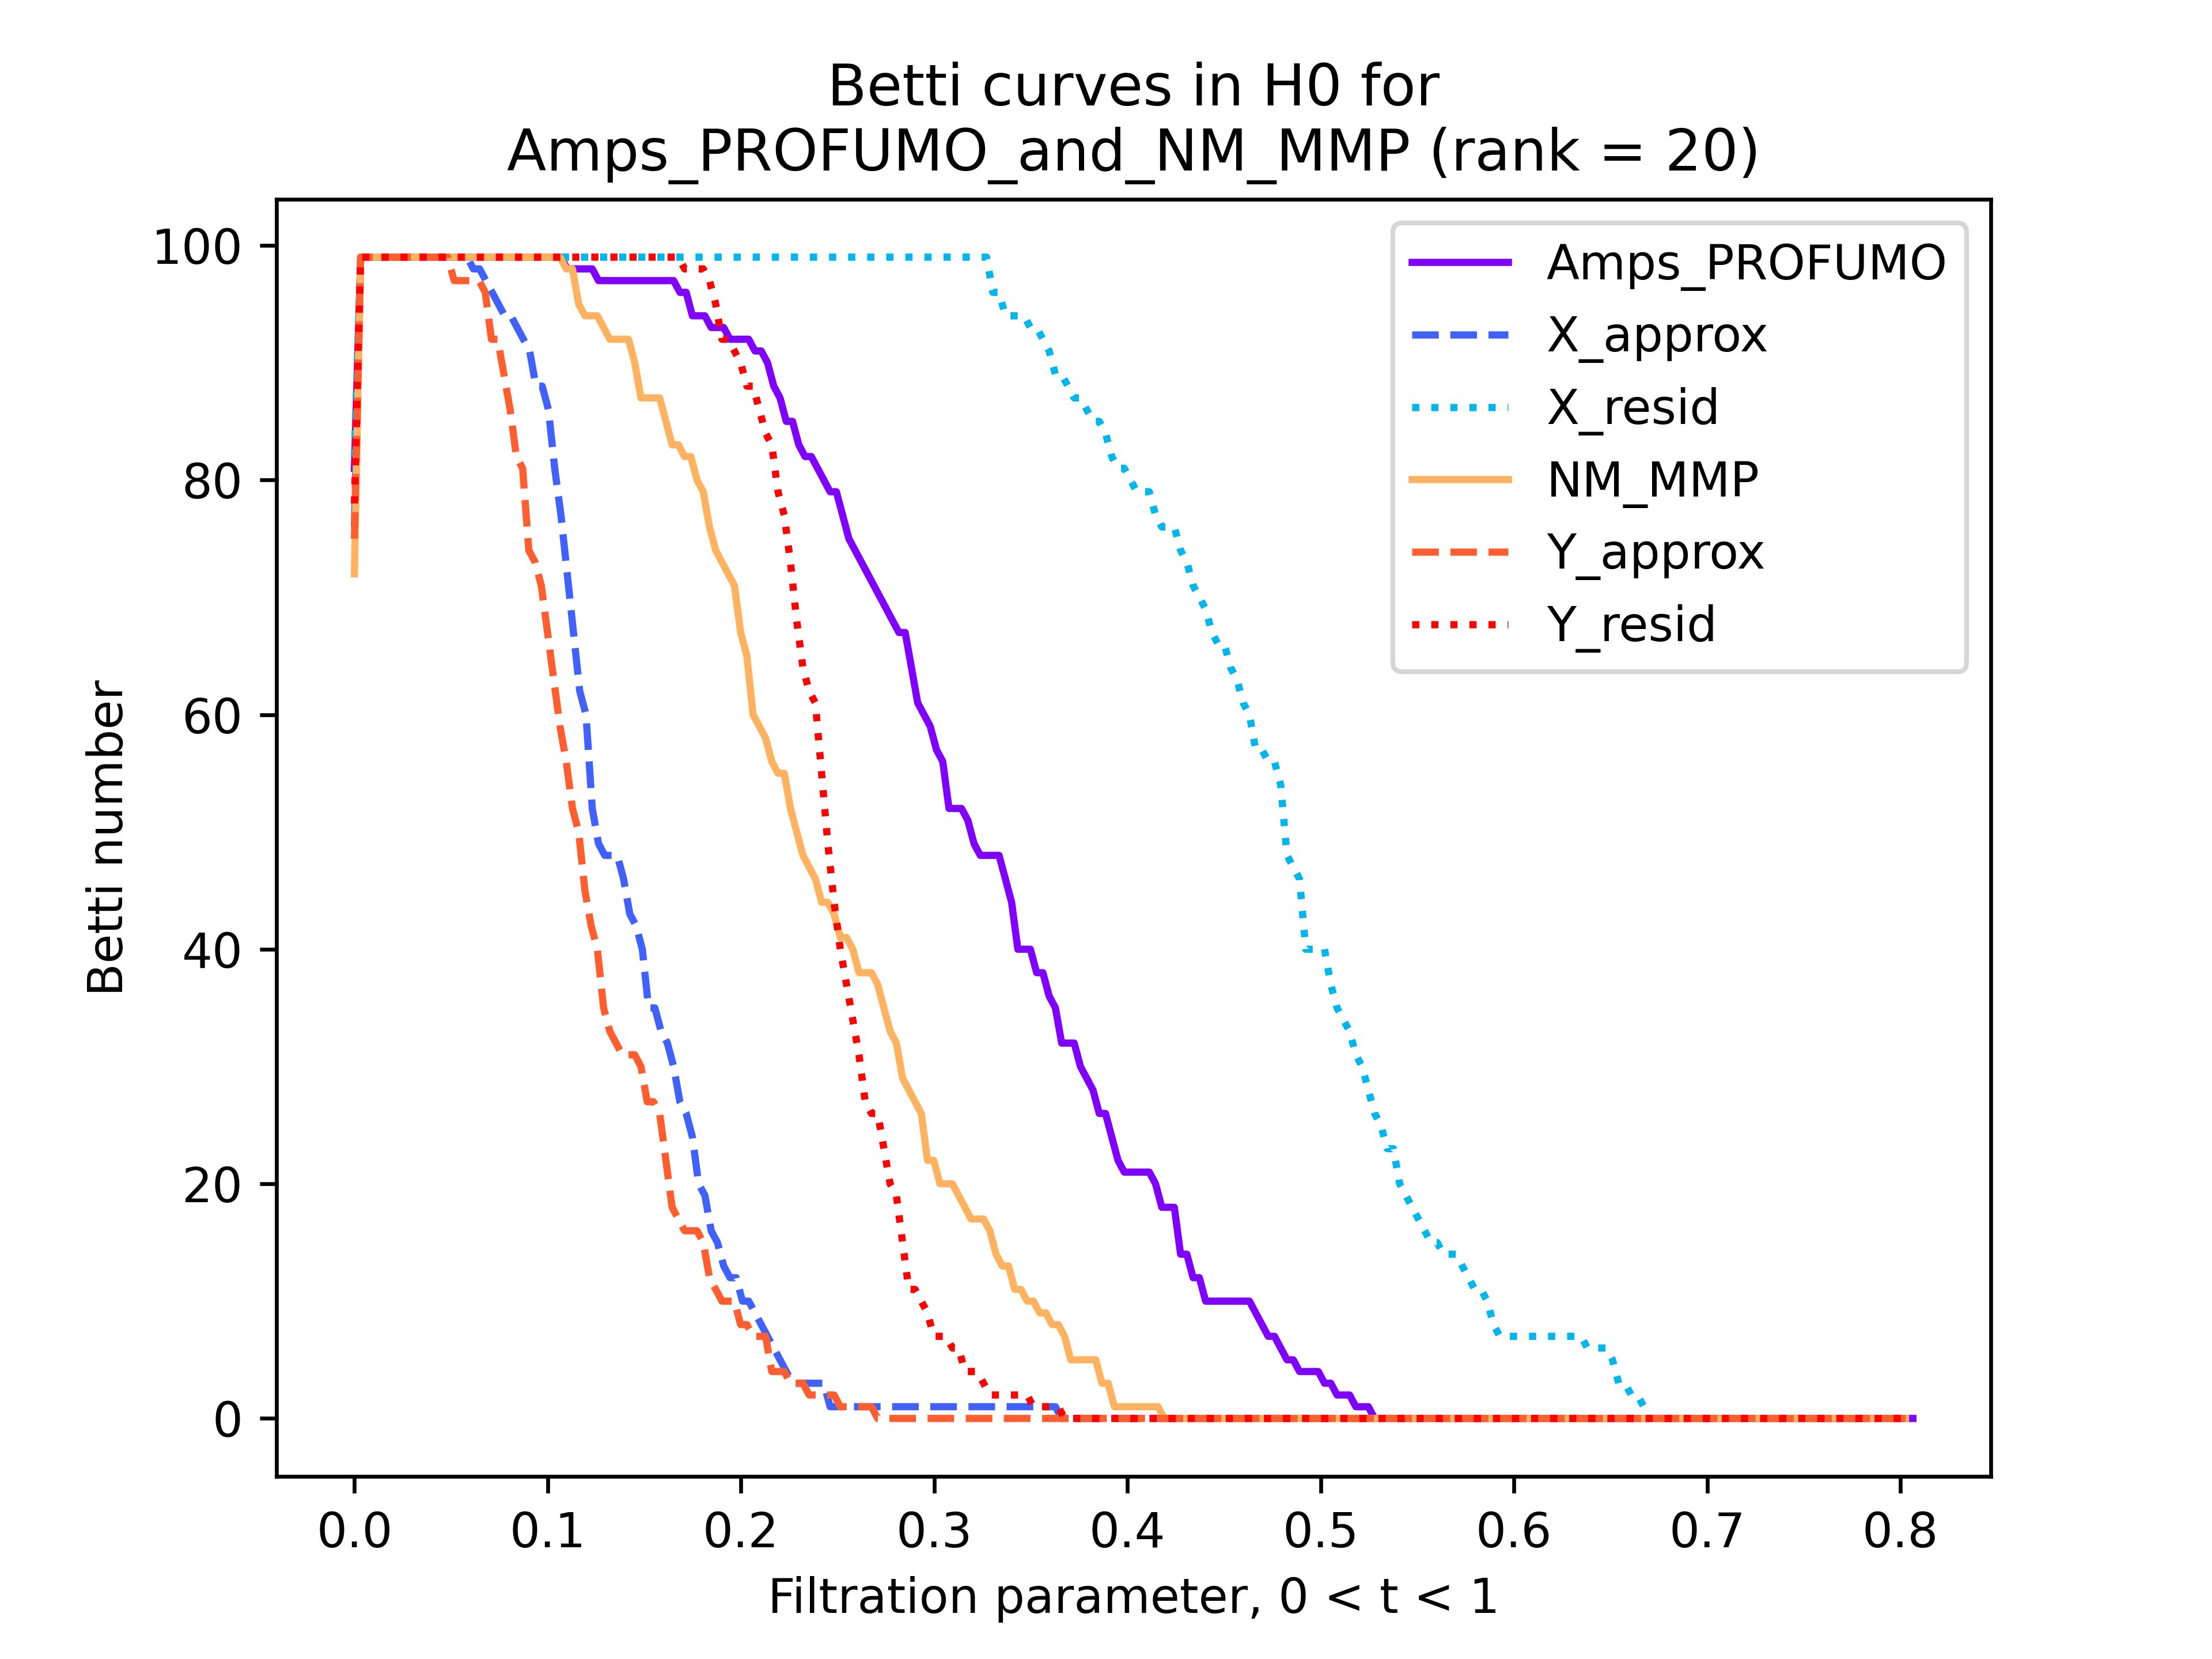 Betti curves in H0 for
Amps_PROFUMO_and_NM_MMP (rank = 20)
Betti number
100
80
60
40
20
0
Amps_PROFUMO
X_approx
X_resid
NM_MMP
Y_approx
Y_resid
0.0 0.1 0.2 0.3 0.4 0.5 0.6 0.7 0.8
Filtration parameter, 0 < t < 1